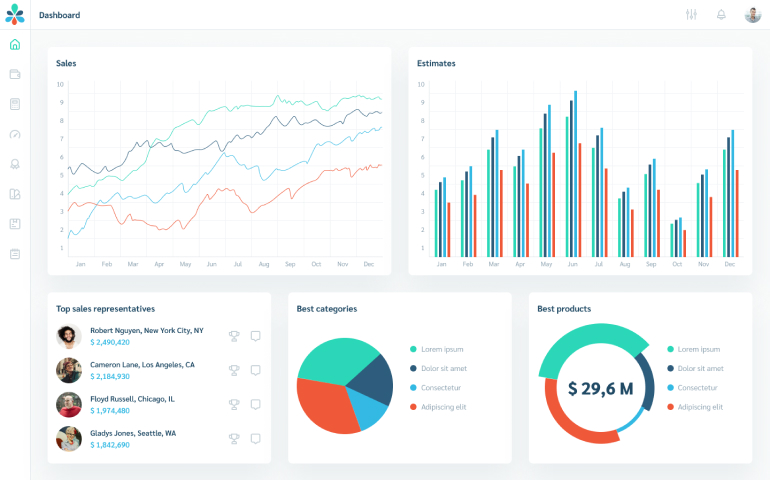 Dashboard
Sales
10
9
8
7
6
5
4
3
2
1
Jan Feb Mar Apr May Jun Jul Aug Sep Oct Nov Dec
Estimates
10
9
8
7
6
5
4
3
2
1
Jan Feb Mar Apr May Jun Jul Aug Sep Oct Nov Dec
Top sales representatives
Robert Nguyen, New York City, NY
$ 2,490,420
Cameron Lane, Los Angeles, CA
$ 2,184,930
Floyd Russell, Chicago, IL
$ 1,974,480
Gladys Jones, Seattle, WA
$ 1,842,690
Best categories
Lorem ipsum
Dolor sit amet
Consectetur
Adipiscing elit
Best products
$ 29,6 M
Lorem ipsum
Dolor sit amet
Consectetur
Adipiscing elit